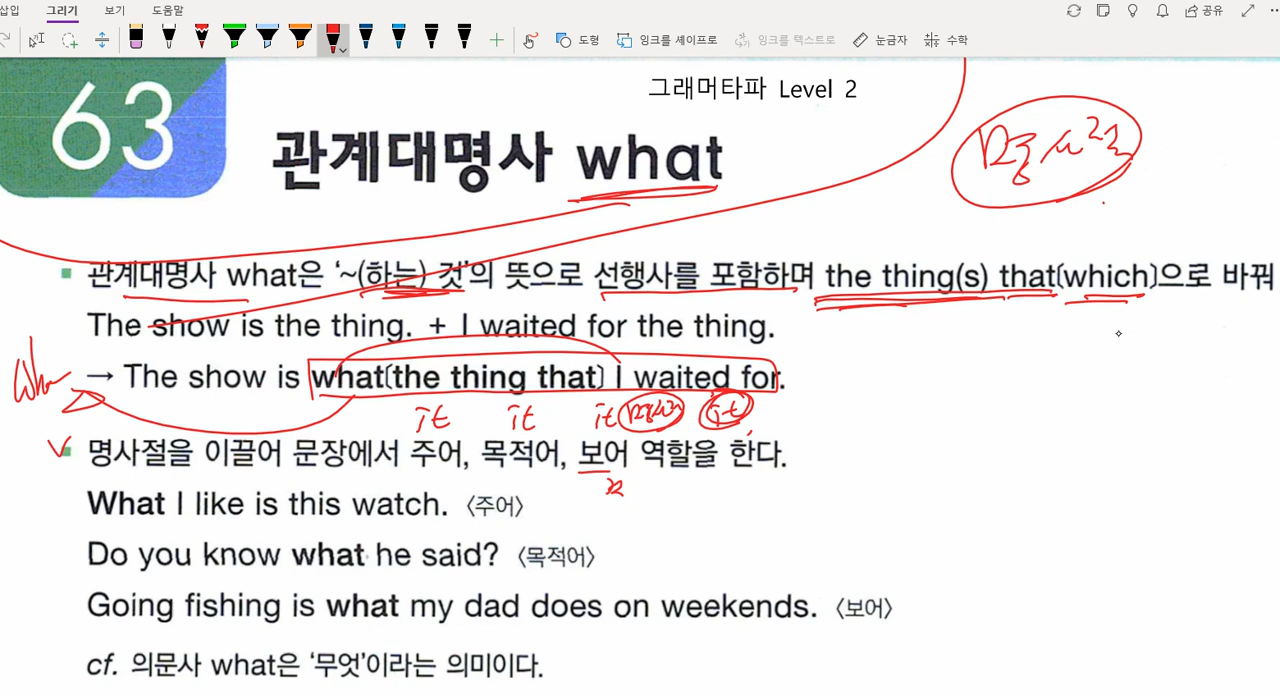 삽입 그리기 보기 도움말
공유
도형 잉크를 셰이프로 잉크를 텍스트로 눈금자 수학
63
그래머타파 Level 2
관계대명사 what
명사절
관계대명사 what은 '~(하는) 것'의 뜻으로 선행사를 포함하며 the thing(s) that(which)으로 바꿔
The show is the thing. + I waited for the thing.
→ The show is what(the thing that) I waited for.
it it it it
명사절을 이끌어 문장에서 주어, 목적어, 보어 역할을 한다.
What I like is this watch. 〈주어〉
Do you know what he said? 〈목적어〉
Going fishing is what my dad does on weekends. 〈보어〉
cf. 의문사 what은 '무엇'이라는 의미이다.